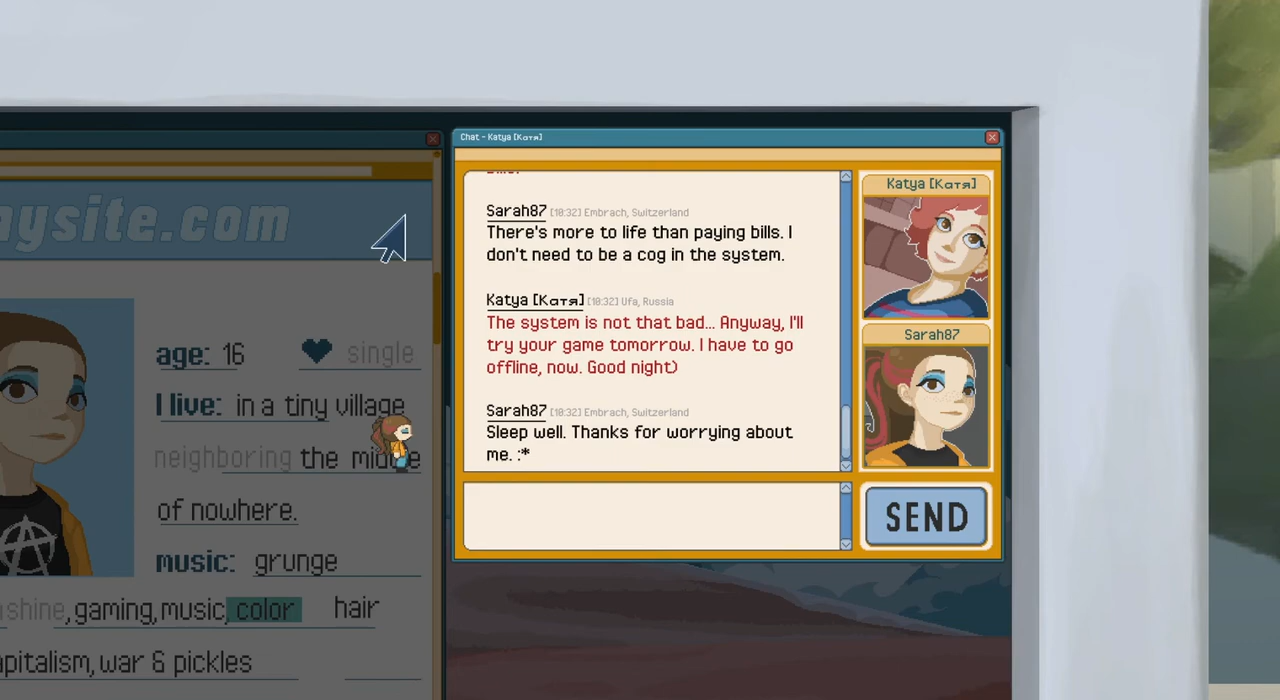 Chat - Katya [Катя]
Katya [Катя]
Sarah87 [18:32] Embrach, Switzerland
There's more to life than paying bills. I
don't need to be a cog in the system.
Katya [Катя] [18:32] Ufa, Russia
The system is not that bad... Anyway, I'll
try your game tomorrow. I have to go
offline, now. Good night)
Sarah87
Sarah87 [18:32] Embrach, Switzerland
Sleep well. Thanks for worrying about
me. :*
SEND
aysite.com
age: 16 single
I live: in a tiny village
neighboring the middle
of nowhere.
music: grunge
shine, gaming, music, color hair
pitalism, war & pickles